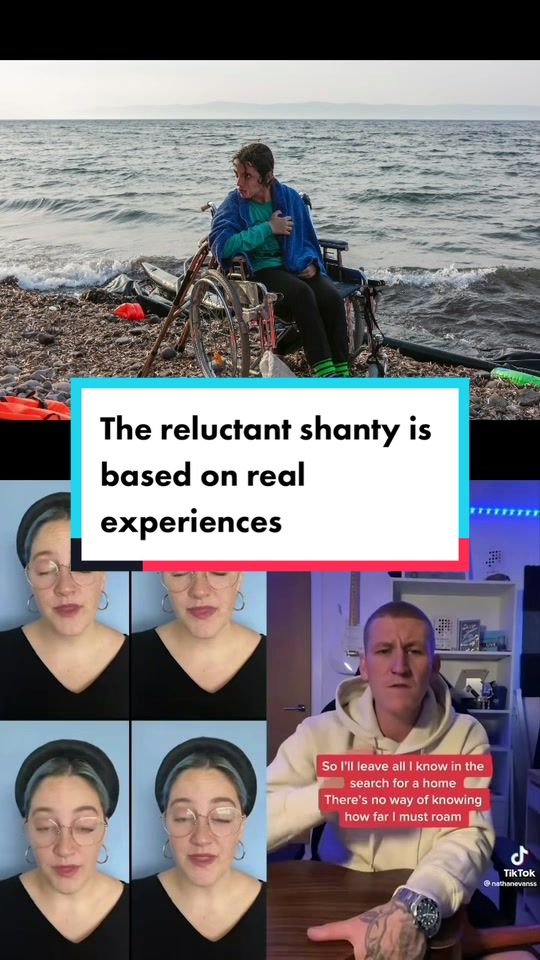 The reluctant shanty is
based on real
experiences
So I'll leave all I know in the
search for a home
There's no way of knowing
how far I must roam
TikTok
@nathanevanss